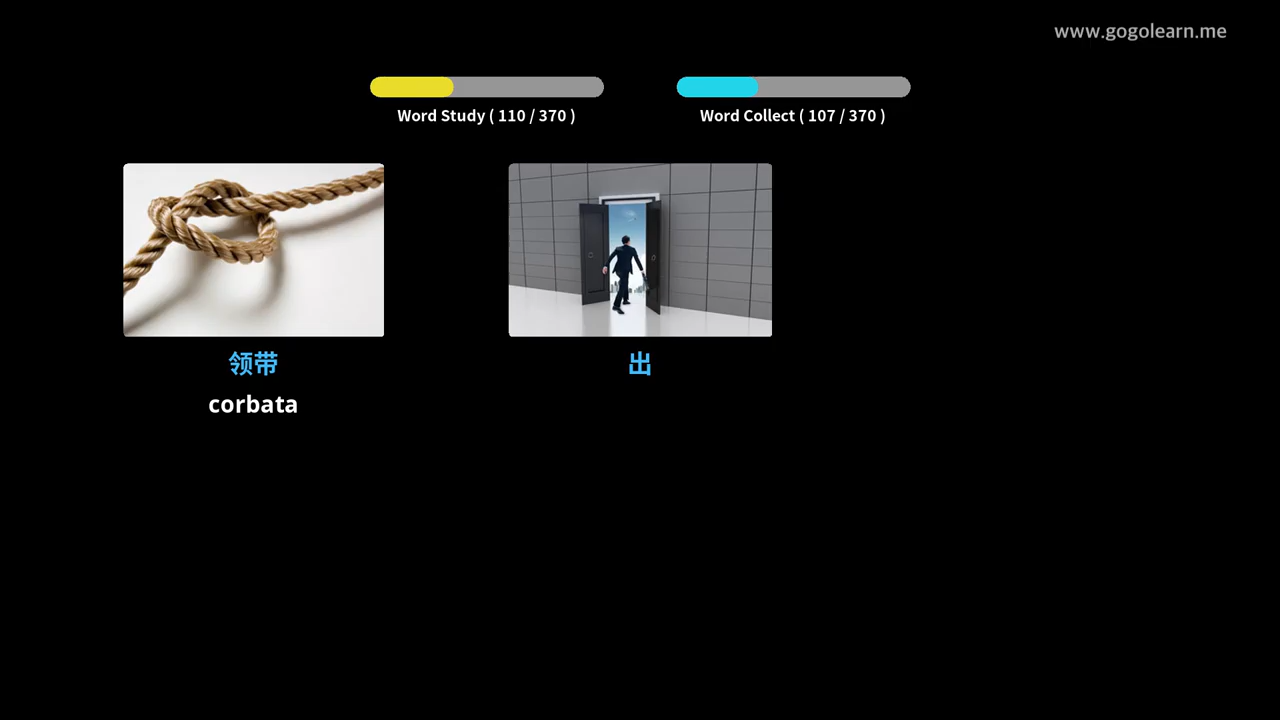 www.gogolearn.me
Word Study ( 110 / 370 )
Word Collect ( 107 / 370 )
领带
出
corbata